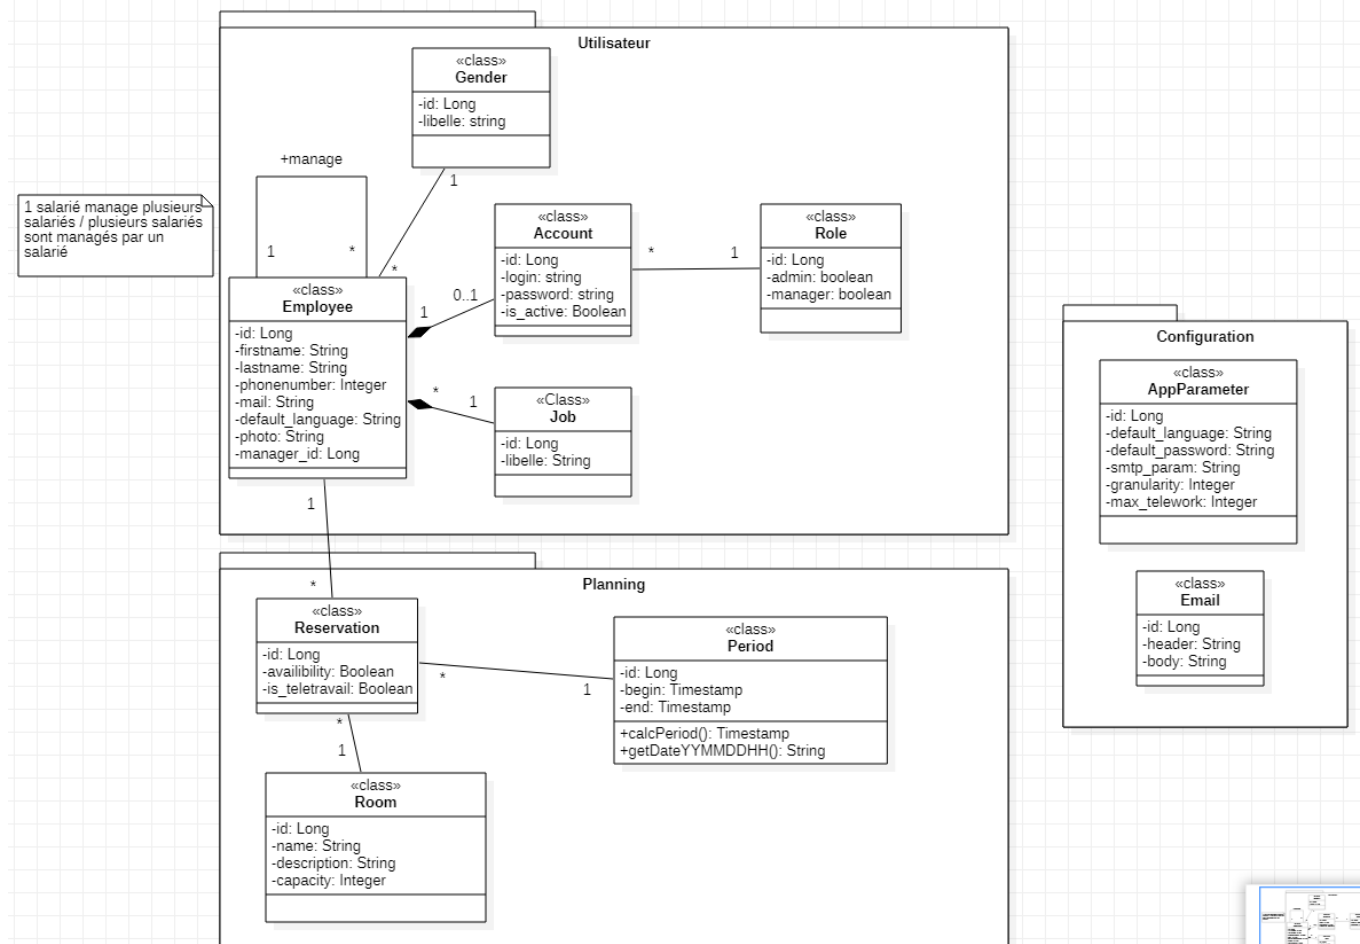 Utilisateur
«class»
Gender
-id: Long
-libelle: string
+manage
1
1 salarié manage plusieurs
salariés / plusieurs salariés
sont managés par un
salarié
1
*
*
«class»
Employee
-id: Long
-firstname: String
-lastname: String
-phonenumber: Integer
-mail: String
-default_language: String
-photo: String
-manager_id: Long
1
0..1
«class»
Account
-id: Long
-login: string
-password: string
-is_active: Boolean
*
1
«class»
Role
-id: Long
-admin: boolean
-manager: boolean
*
1
«Class»
Job
-id: Long
-libelle: String
1
*
Planning
«class»
Reservation
-id: Long
-availibility: Boolean
-is_teletravail: Boolean
*
1
«class»
Period
-id: Long
-begin: Timestamp
-end: Timestamp
+calcPeriod(): Timestamp
+getDateYYMMDDHH(): String
*
1
«class»
Room
-id: Long
-name: String
-description: String
-capacity: Integer
Configuration
«class»
AppParameter
-id: Long
-default_language: String
-default_password: String
-smtp_param: String
-granularity: Integer
-max_telework: Integer
«class»
Email
-id: Long
-header: String
-body: String